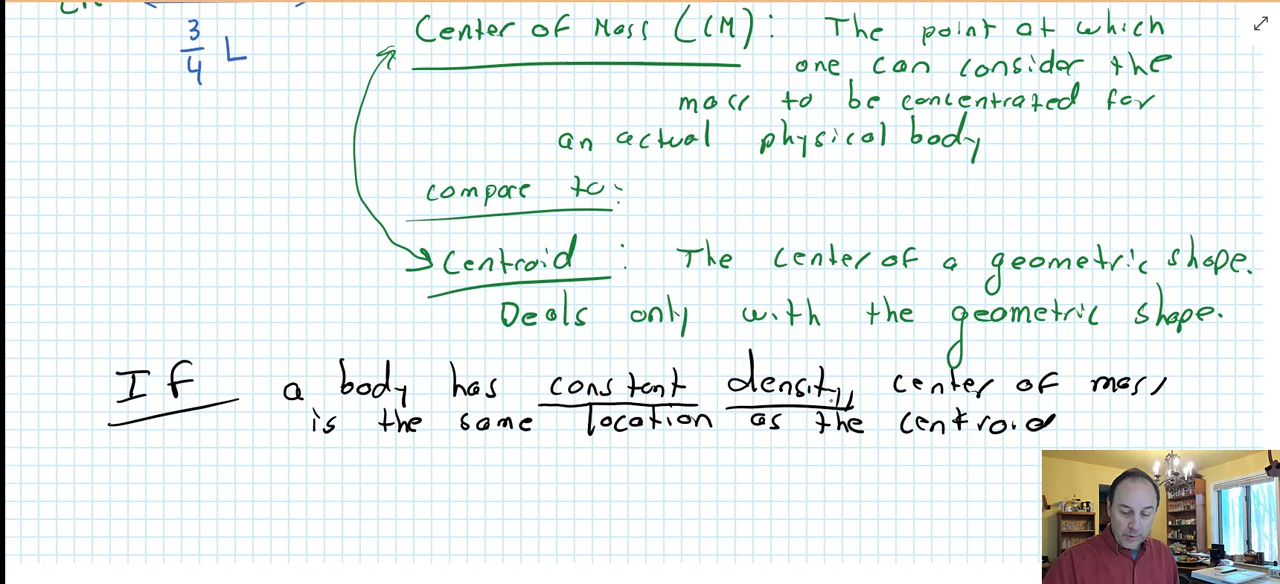 3/4 L
Center of Mass (CM): The point at which
one can consider the
mass to be concentrated for
an actual physical body
compare to:
Centroid : The center of a geometric shape.
Deals only with the geometric shape.
If a body has constant density, center of mass
is the same location as the centroid